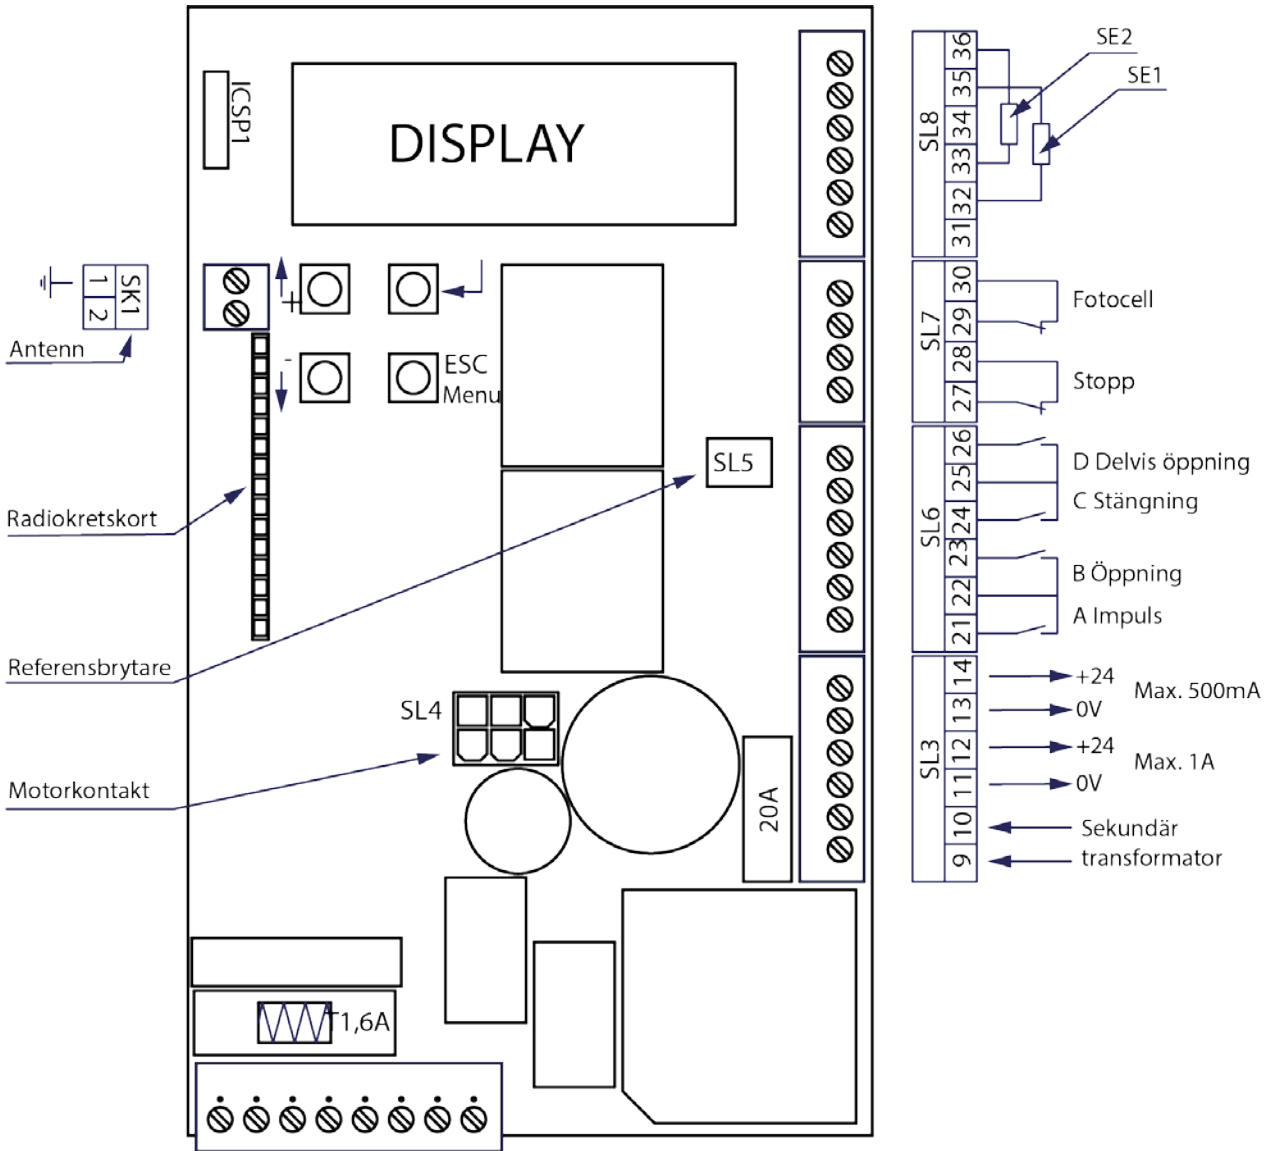 ICSP1
DISPLAY
SK1
1
2
Antenn
+
-
ESC
Menu
Radiokretskort
Referensbrytare
SL5
SL4
Motorkontakt
20A
T1,6A
SL8
36
35
34
33
32
31
SE2
SE1
SL7
30
29
28
27
Fotocell
Stopp
SL6
26
25
24
23
22
21
D Delvis öppning
C Stängning
B Öppning
A Impuls
SL3
14
13
12
11
10
9
+24
0V
Max. 500mA
+24
0V
Max. 1A
Sekundär
transformator